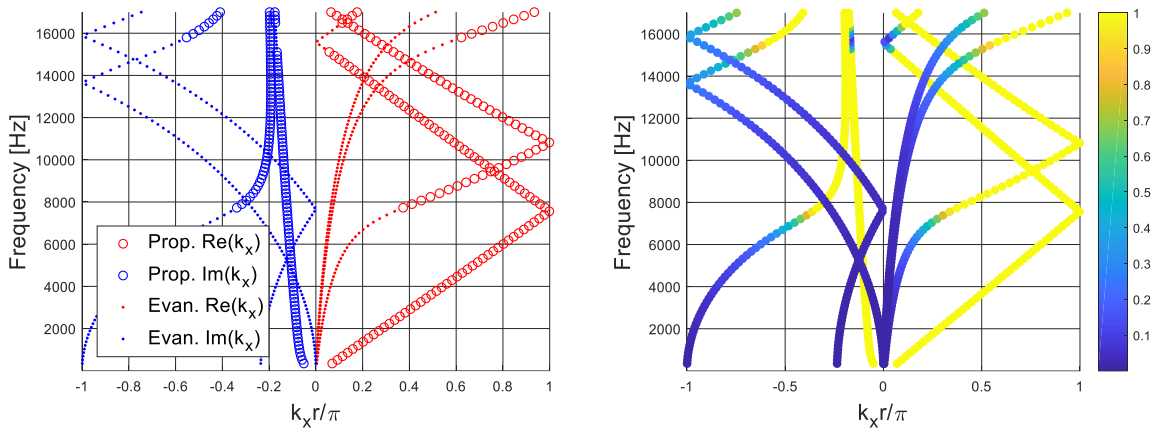 Frequency [Hz]
16000
14000
12000
10000
8000
6000
4000
2000
Prop. Re(kx)
Prop. Im(kx)
Evan. Re(kx)
Evan. Im(kx)
-1 -0.8 -0.6 -0.4 -0.2 0 0.2 0.4 0.6 0.8 1
kxr/π
Frequency [Hz]
16000
14000
12000
10000
8000
6000
4000
2000
-1 -0.5 0 0.5 1
kxr/π
1
0.9
0.8
0.7
0.6
0.5
0.4
0.3
0.2
0.1